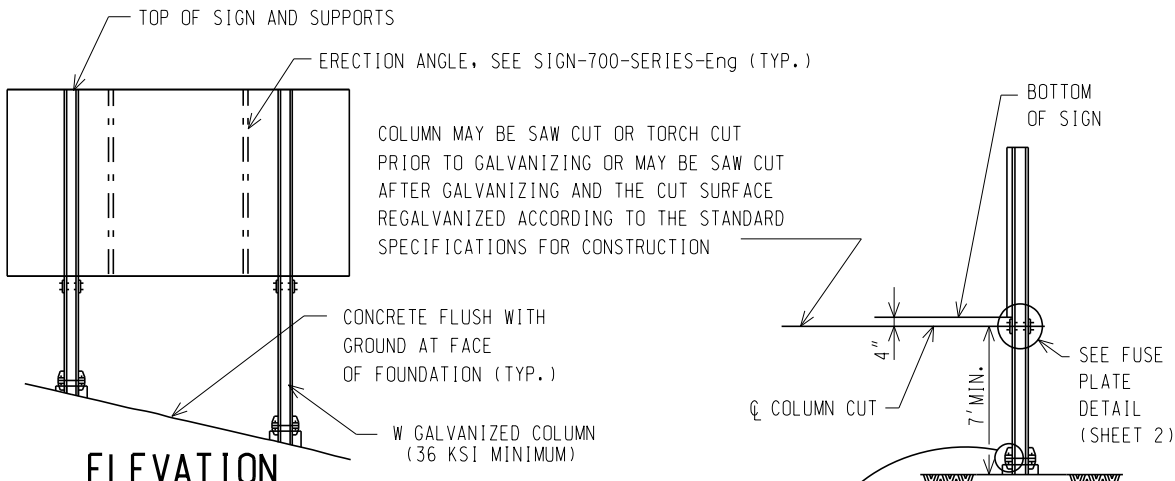 TOP OF SIGN AND SUPPORTS
ERECTION ANGLE, SEE SIGN-700-SERIES-Eng (TYP.)
BOTTOM
OF SIGN
COLUMN MAY BE SAW CUT OR TORCH CUT
PRIOR TO GALVANIZING OR MAY BE SAW CUT
AFTER GALVANIZING AND THE CUT SURFACE
REGALVANIZED ACCORDING TO THE STANDARD
SPECIFICATIONS FOR CONSTRUCTION
CONCRETE FLUSH WITH
GROUND AT FACE
OF FOUNDATION (TYP.)
4"
7' MIN.
SEE FUSE
PLATE
DETAIL
(SHEET 2)
℄ COLUMN CUT
W GALVANIZED COLUMN
(36 KSI MINIMUM)
ELEVATION